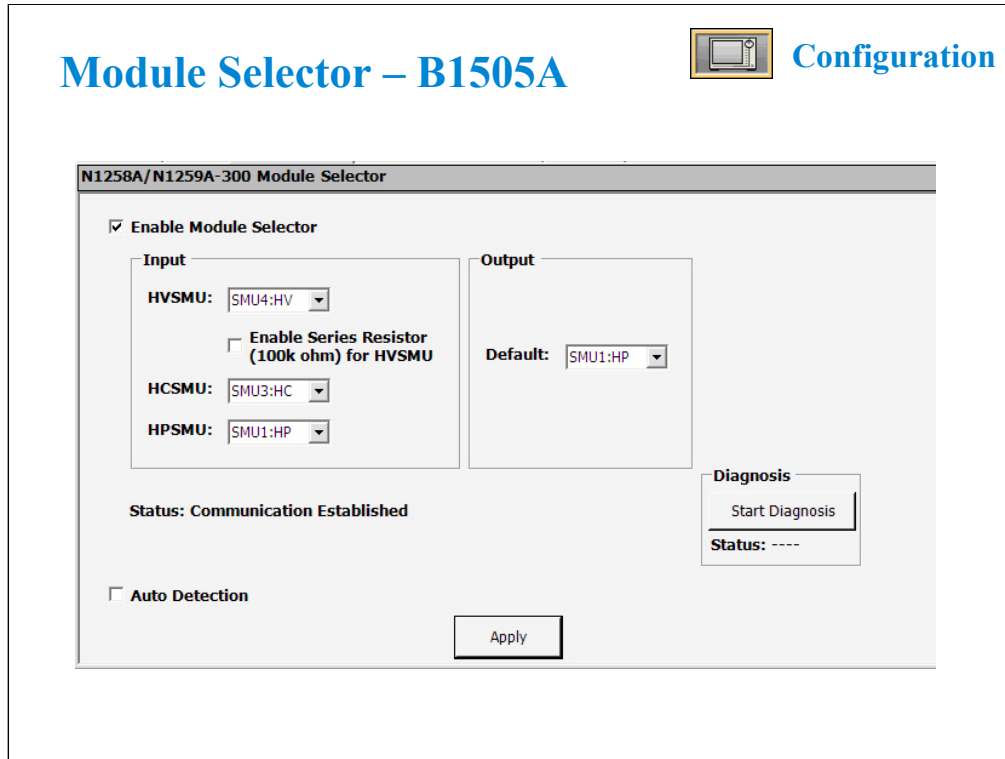 Module Selector – B1505A
Configuration
N1258A/N1259A-300 Module Selector
Enable Module Selector
Input
HVSMU: SMU4:HV
Enable Series Resistor
(100k ohm) for HVSMU
HCSMU: SMU3:HC
HPSMU: SMU1:HP
Output
Default: SMU1:HP
Diagnosis
Start Diagnosis
Status: ----
Status: Communication Established
Auto Detection
Apply